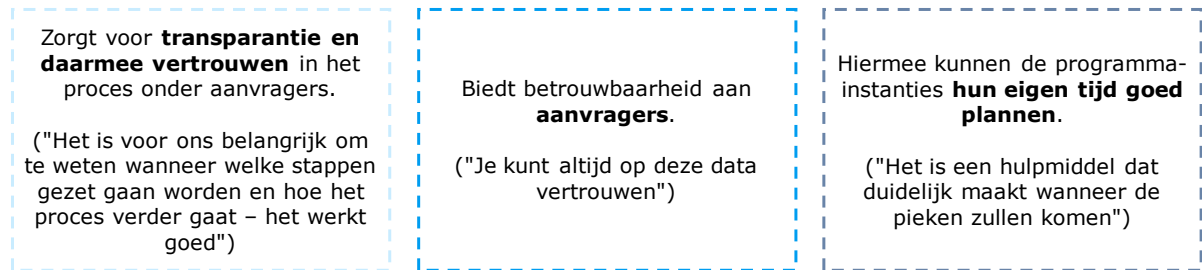 Zorgt voor transparantie en
daarmee vertrouwen in het
proces onder aanvragers.
("Het is voor ons belangrijk om
te weten wanneer welke stappen
gezet gaan worden en hoe het
proces verder gaat – het werkt
goed")
Biedt betrouwbaarheid aan
aanvragers.
("Je kunt altijd op deze data
vertrouwen")
Hiermee kunnen de programma-
instanties hun eigen tijd goed
plannen.
("Het is een hulpmiddel dat
duidelijk maakt wanneer de
pieken zullen komen")